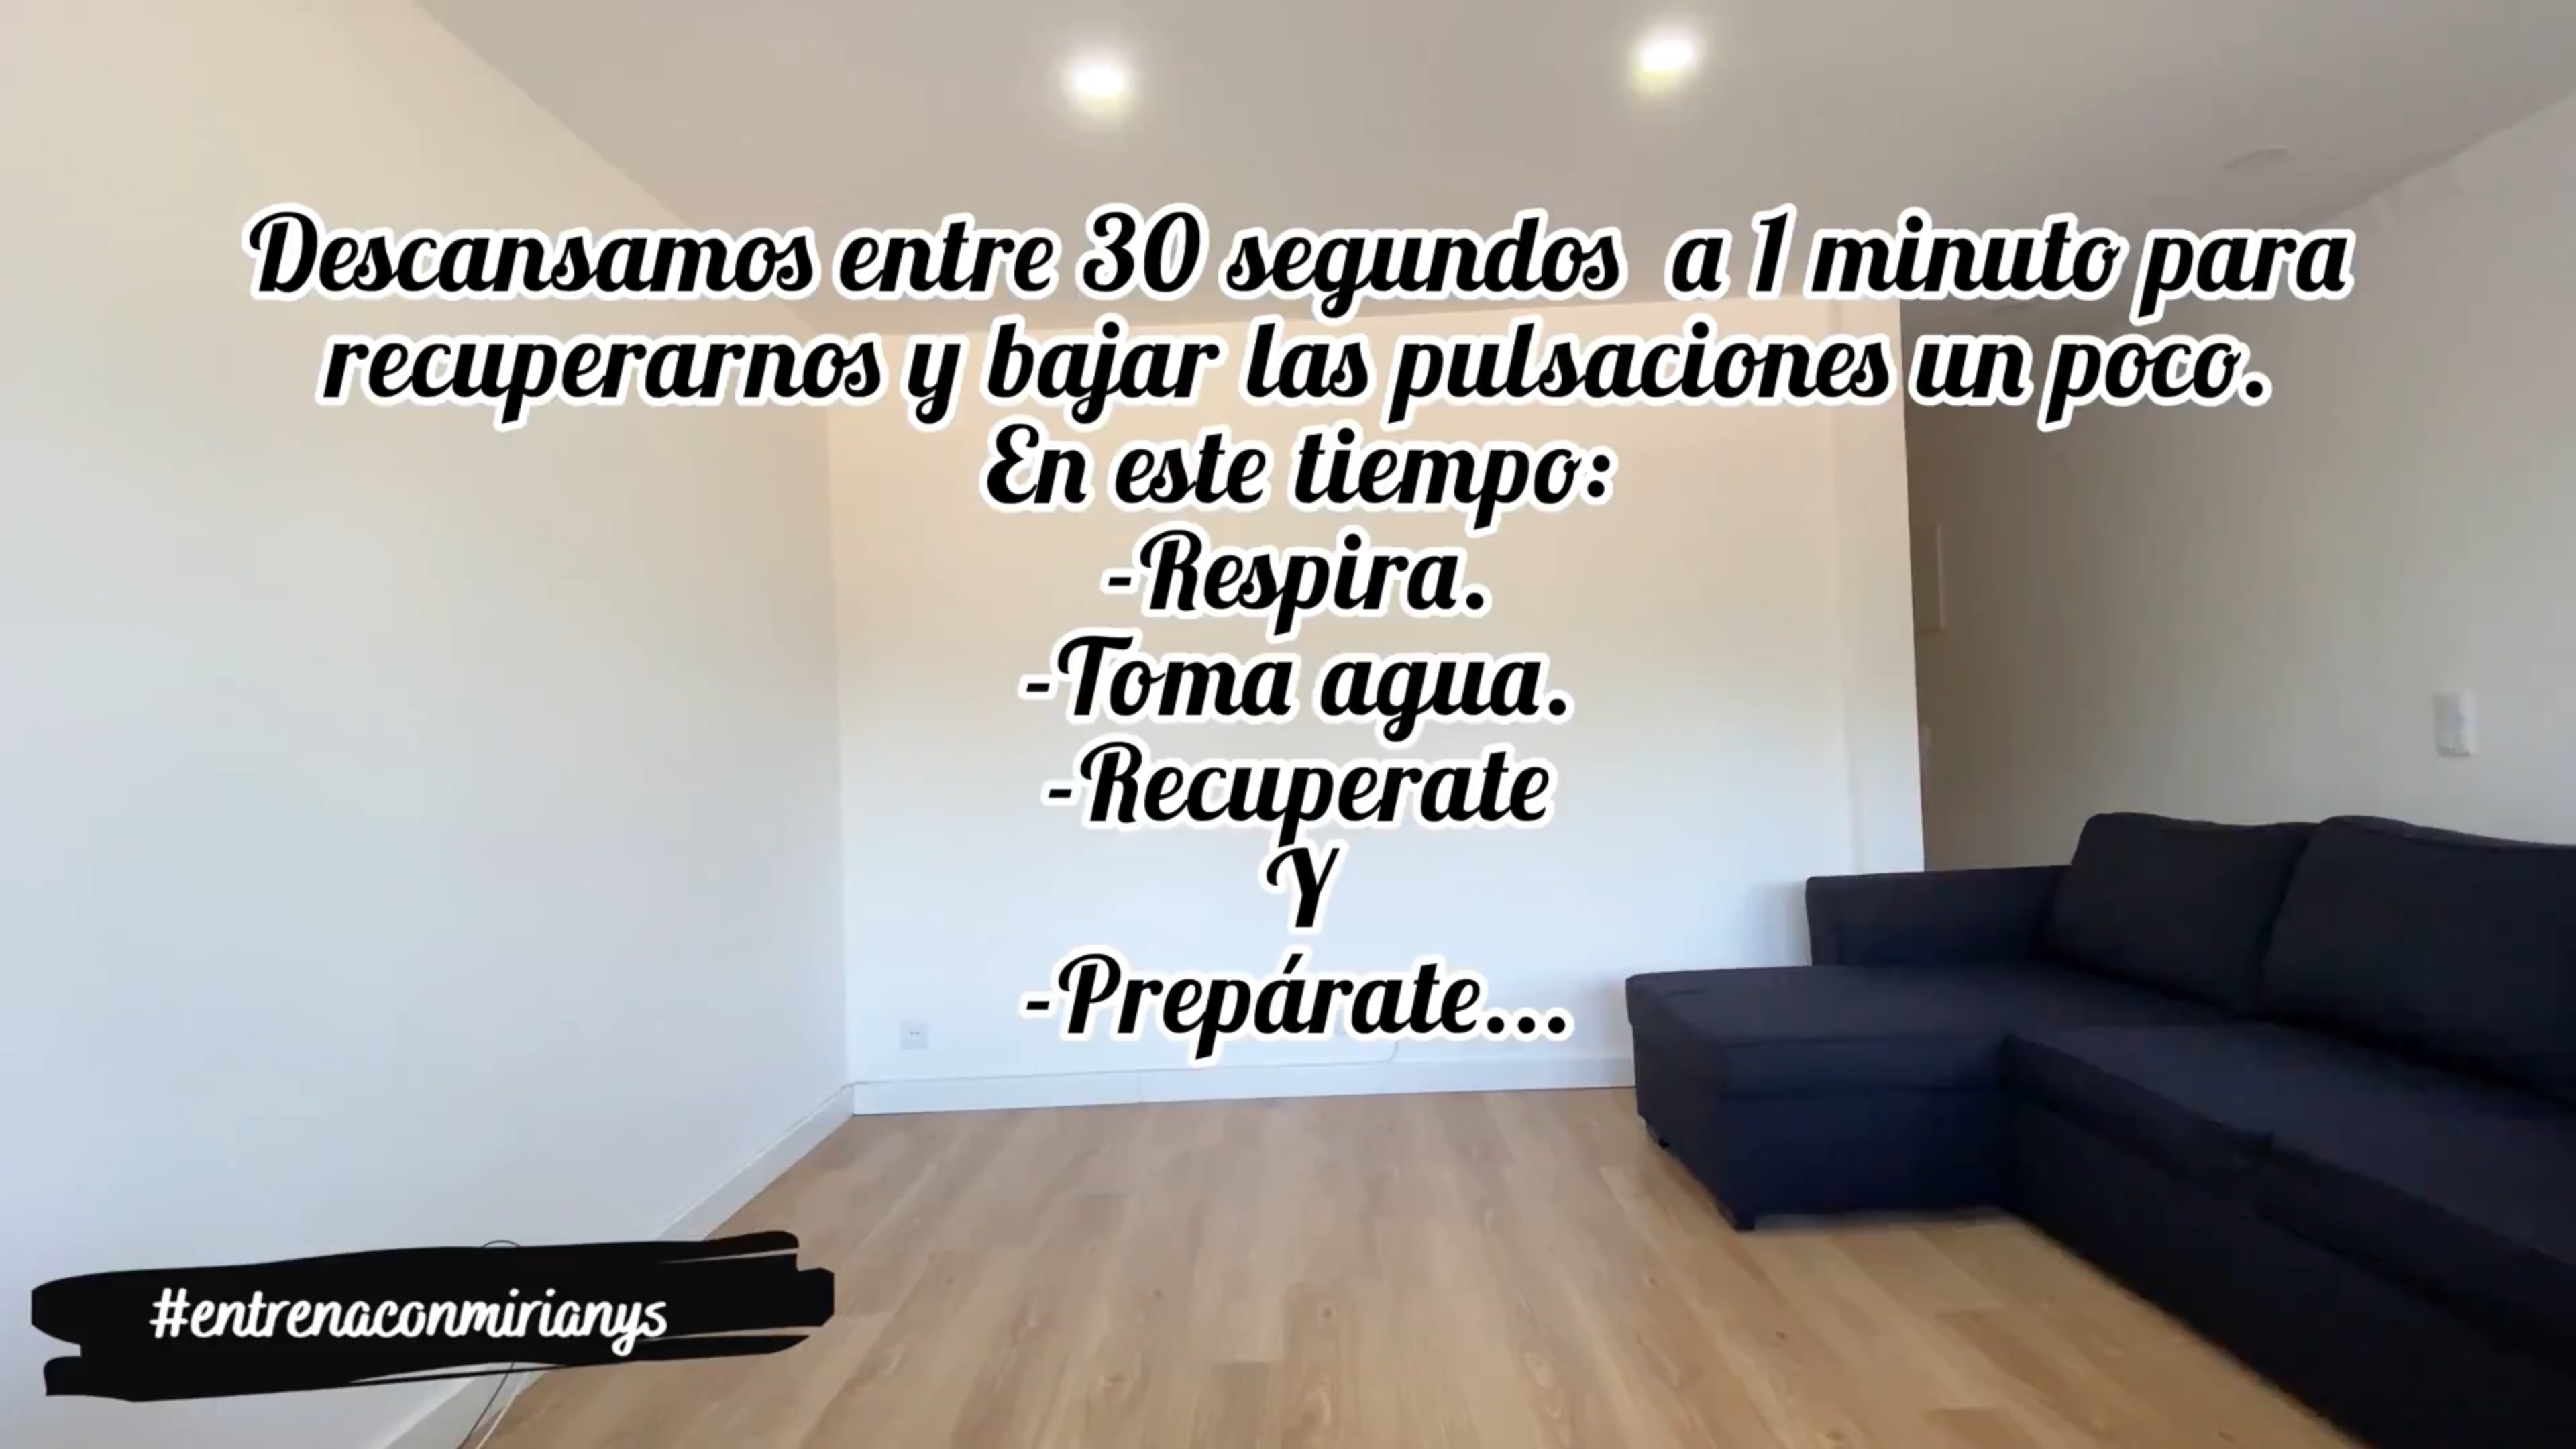 Descansamos entre 30 segundos a 1 minuto para
recuperarnos y bajar las pulsaciones un poco.
En este tiempo:
-Respira.
-Toma agua.
-Recuperate
Y
-Prepárate...
#entrenaconmirianys